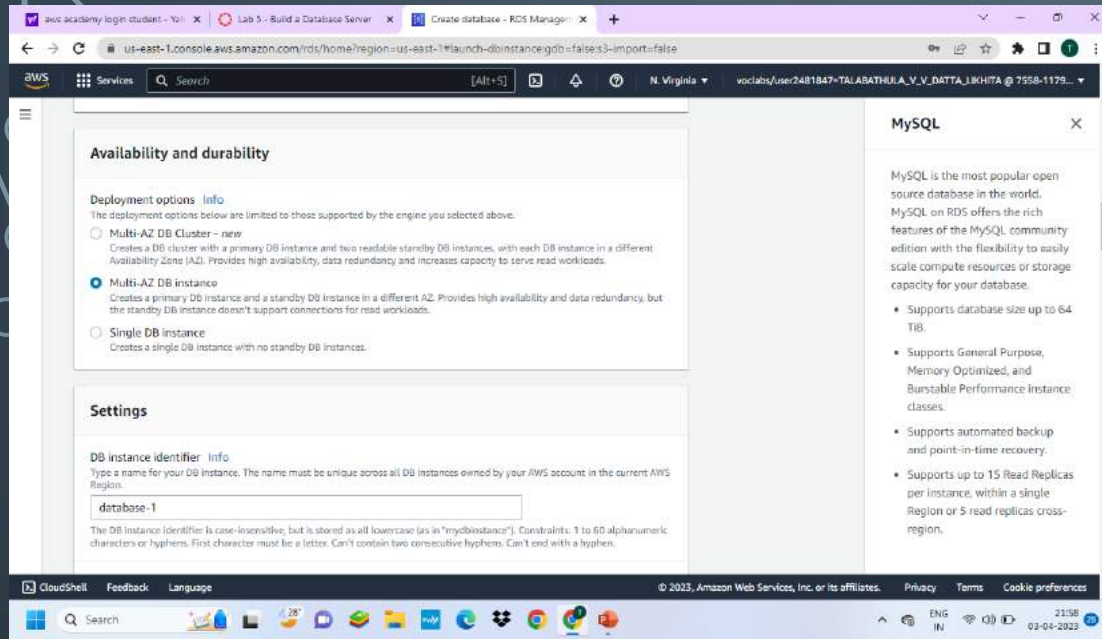 aws academy login student - Yah
Lab 5 - Build a Database Server
Create database - RDS Managem
us-east-1.console.aws.amazon.com/rds/home?region=us-east-1#launch-dbinstance:gdb=false;s3-import=false
aws
Services
Search
[Alt+S]
N. Virginia
voclabs/user2481847=TALABATHULA_V_V_DATTA_LIKHITA @ 7558-1179...
Availability and durability
Deployment options Info
The deployment options below are limited to those supported by the engine you selected above.
Multi-AZ DB Cluster - new
Creates a DB cluster with a primary DB instance and two readable standby DB instances, with each DB instance in a different
Availability Zone (AZ). Provides high availability, data redundancy and increases capacity to serve read workloads.
Multi-AZ DB instance
Creates a primary DB instance and a standby DB instance in a different AZ. Provides high availability and data redundancy, but
the standby DB instance doesn't support connections for read workloads.
Single DB instance
Creates a single DB instance with no standby DB instances.
Settings
DB instance identifier Info
Type a name for your DB instance. The name must be unique across all DB instances owned by your AWS account in the current AWS
Region.
database-1
The DB instance identifier is case-insensitive, but is stored as all lowercase (as in "mydbinstance"). Constraints: 1 to 60 alphanumeric
characters or hyphens. First character must be a letter. Can't contain two consecutive hyphens. Can't end with a hyphen.
MySQL
MySQL is the most popular open
source database in the world.
MySQL on RDS offers the rich
features of the MySQL community
edition with the flexibility to easily
scale compute resources or storage
capacity for your database.
• Supports database size up to 64
TiB.
• Supports General Purpose,
Memory Optimized, and
Burstable Performance instance
classes.
• Supports automated backup
and point-in-time recovery.
• Supports up to 15 Read Replicas
per instance, within a single
Region or 5 read replicas cross-
region.
CloudShell Feedback Language
© 2023, Amazon Web Services, Inc. or its affiliates. Privacy Terms Cookie preferences
Search
28°
ENG
IN
21:58
03-04-2023